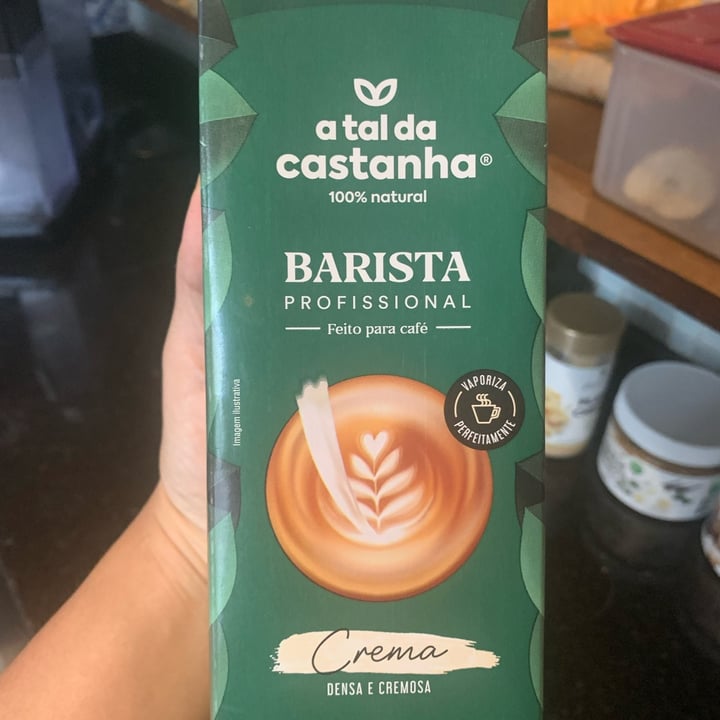 a tal da
castanha®
100% natural
BARISTA
PROFISSIONAL
Feito para café
VAPORIZA
PERFEITAMENTE
Imagem ilustrativa
Crema
DENSA E CREMOSA